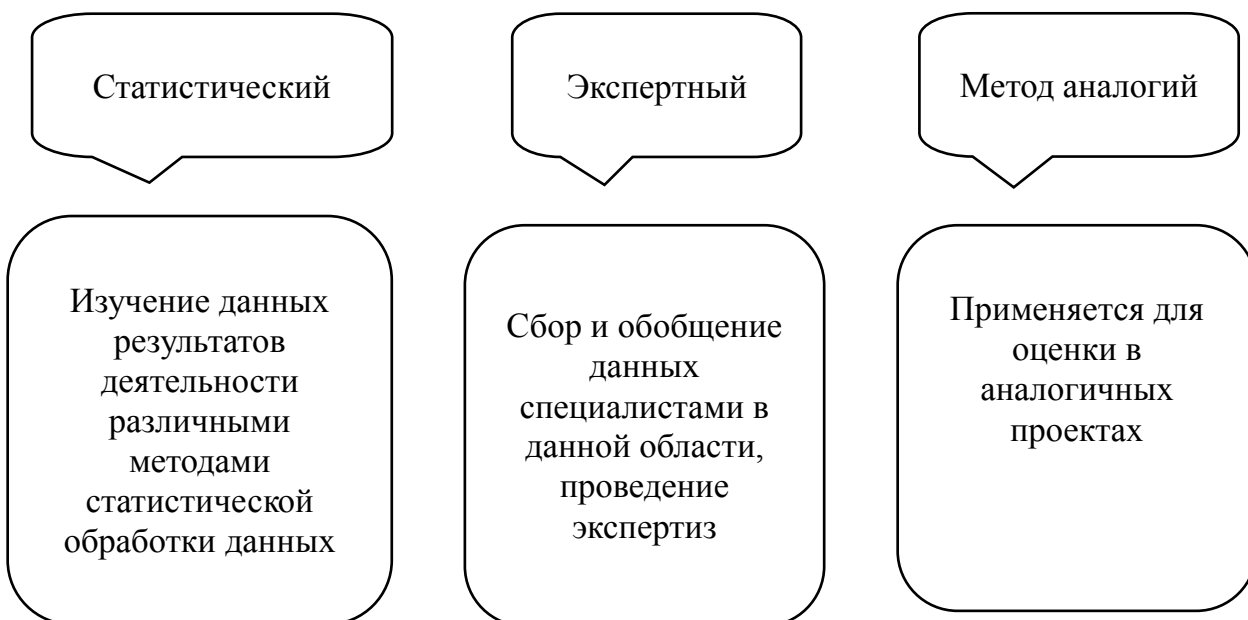 Статистический
Экспертный
Метод аналогий
Изучение данных
результатов
деятельности
различными
методами
статистической
обработки данных
Сбор и обобщение
данных
специалистами в
данной области,
проведение
экспертиз
Применяется для
оценки в
аналогичных
проектах